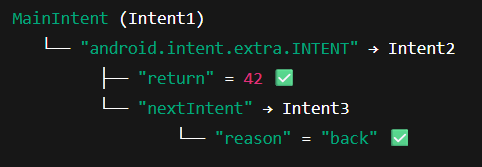 MainIntent (Intent1)
└── "android.intent.extra.INTENT" → Intent2
├── "return" = 42 ✅
└── "nextIntent" → Intent3
└── "reason" = "back" ✅